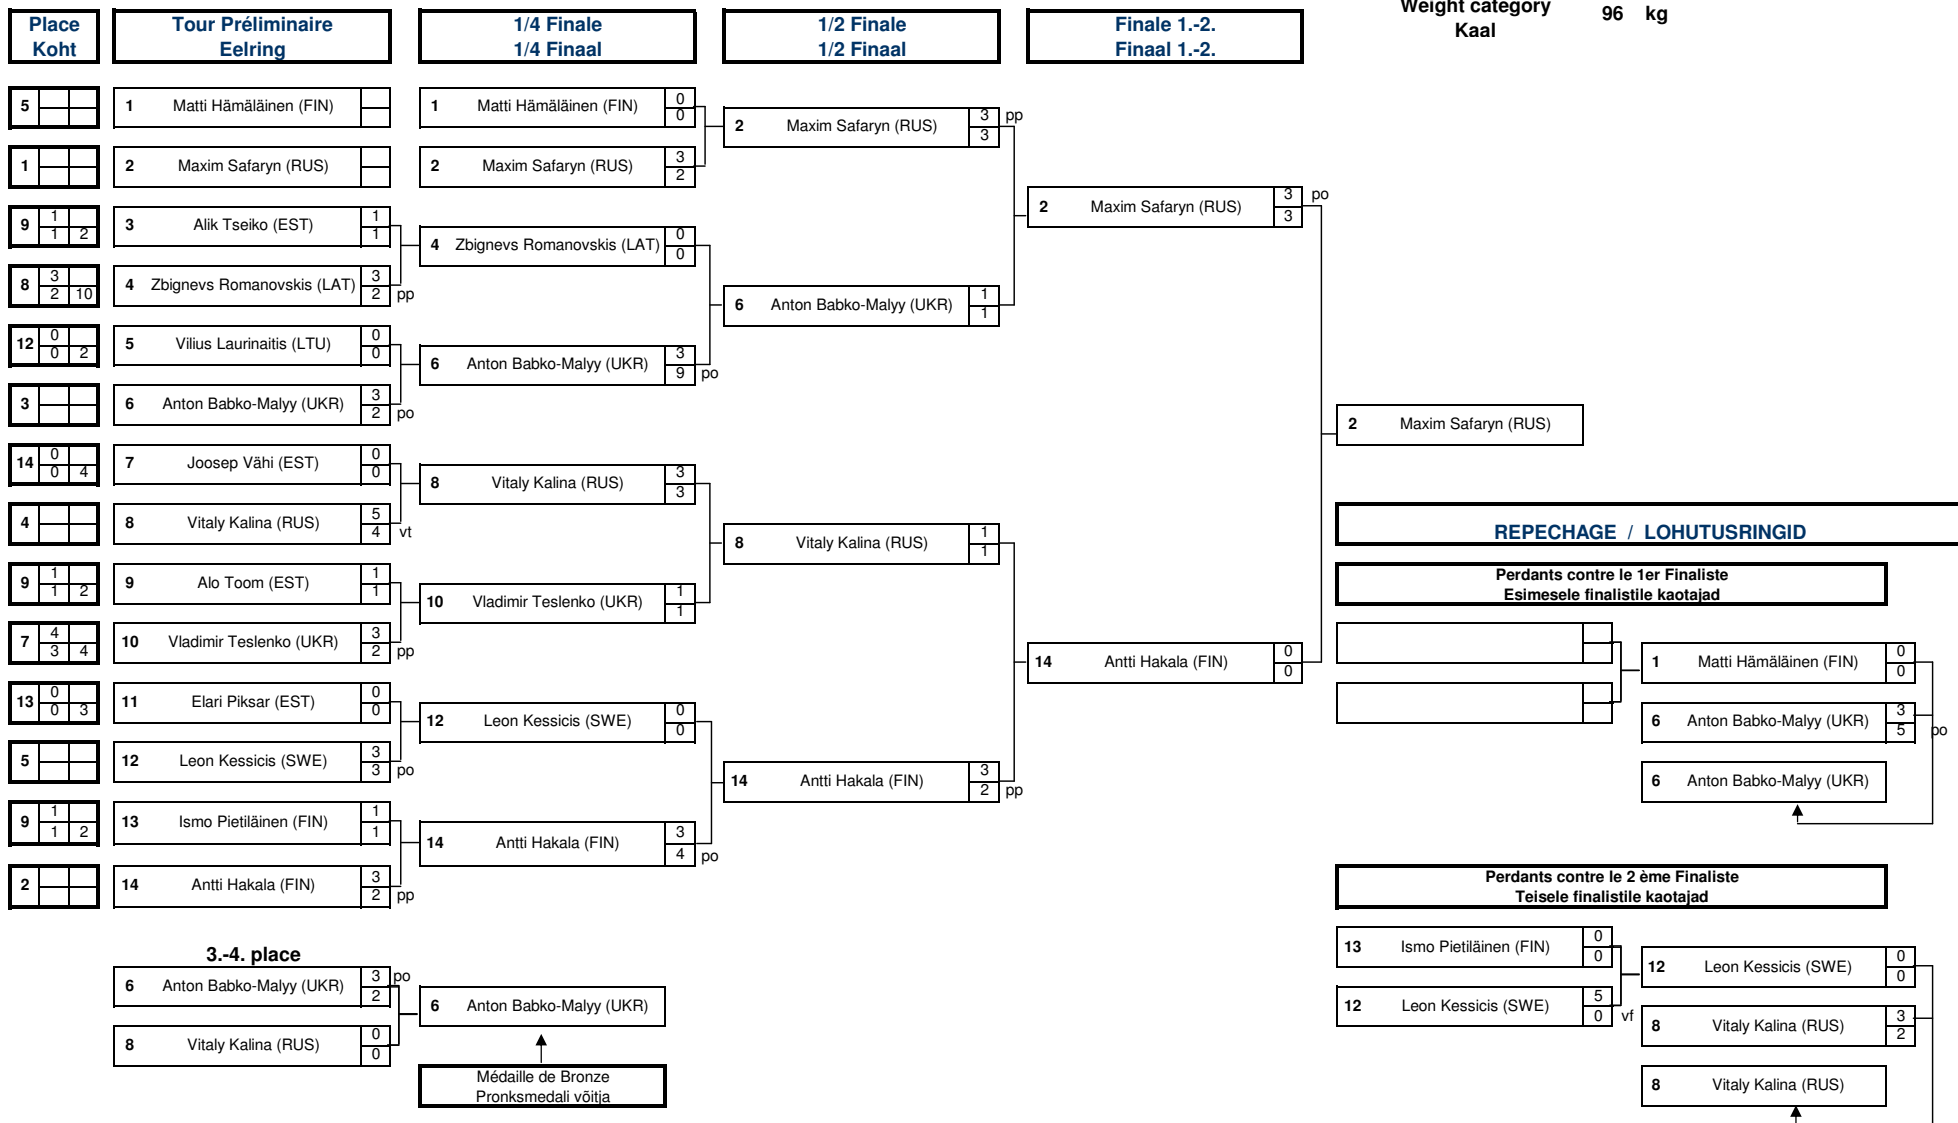 Weight category
Kaal
96 kg
Place
Koht
Tour Préliminaire
Eelring
1/4 Finale
1/4 Finaal
1/2 Finale
1/2 Finaal
Finale 1.-2.
Finaal 1.-2.
5
1 Matti Hämäläinen (FIN)
1
2 Maxim Safaryn (RUS)
9 1
1 2
3 Alik Tseiko (EST) 1
1
8 3
2 10
4 Zbignevs Romanovskis (LAT) 3
2 pp
12 0
0 2
5 Vilius Laurinaitis (LTU) 0
0
3
6 Anton Babko-Malyy (UKR) 3
2 po
14 0
0 4
7 Joosep Vähi (EST) 0
0
4
8 Vitaly Kalina (RUS) 5
4 vt
9 1
1 2
9 Alo Toom (EST) 1
1
7 4
3 4
10 Vladimir Teslenko (UKR) 3
2 pp
13 0
0 3
11 Elari Piksar (EST) 0
0
5
12 Leon Kessicis (SWE) 3
3 po
9 1
1 2
13 Ismo Pietiläinen (FIN) 1
1
2
14 Antti Hakala (FIN) 3
2 pp
1 Matti Hämäläinen (FIN) 0
0
2 Maxim Safaryn (RUS) 3
2
4 Zbignevs Romanovskis (LAT) 0
0
6 Anton Babko-Malyy (UKR) 3
9 po
8 Vitaly Kalina (RUS) 3
3
10 Vladimir Teslenko (UKR) 1
1
12 Leon Kessicis (SWE) 0
0
14 Antti Hakala (FIN) 3
4 po
2 Maxim Safaryn (RUS) 3 pp
3
6 Anton Babko-Malyy (UKR) 1
1
8 Vitaly Kalina (RUS) 1
1
14 Antti Hakala (FIN) 3
2 pp
2 Maxim Safaryn (RUS) 3 po
3
14 Antti Hakala (FIN) 0
0
2 Maxim Safaryn (RUS)
REPECHAGE / LOHUTUSRINGID
Perdants contre le 1er Finaliste
Esimesele finalistile kaotajad
1 Matti Hämäläinen (FIN) 0
0
6 Anton Babko-Malyy (UKR) 3
5 po
6 Anton Babko-Malyy (UKR)
Perdants contre le 2 ème Finaliste
Teisele finalistile kaotajad
13 Ismo Pietiläinen (FIN) 0
0
12 Leon Kessicis (SWE) 5
0 vf
12 Leon Kessicis (SWE) 0
0
8 Vitaly Kalina (RUS) 3
2
8 Vitaly Kalina (RUS)
3.-4. place
6 Anton Babko-Malyy (UKR) 3 po
2
8 Vitaly Kalina (RUS) 0
0
6 Anton Babko-Malyy (UKR)
Médaille de Bronze
Pronksmedali võitja